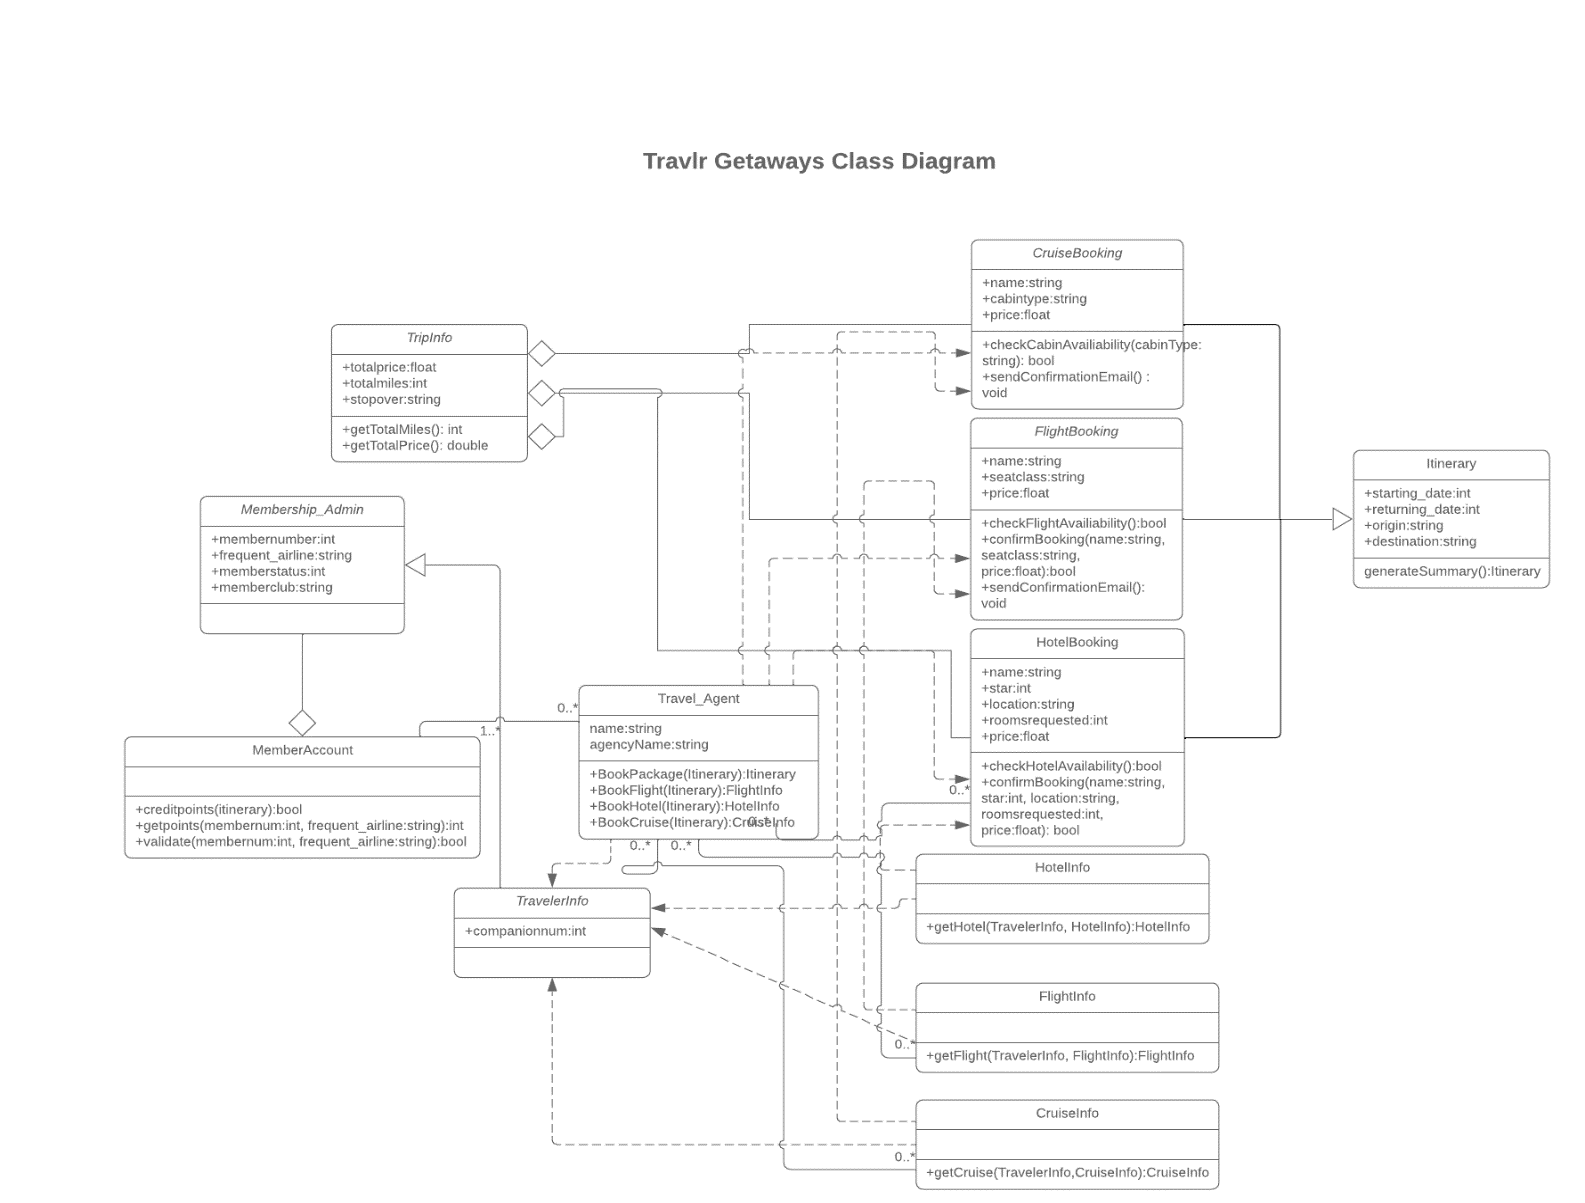 Travlr Getaways Class Diagram
CruiseBooking
+name:string
+cabintype:string
+price:float
+checkCabinAvailiability(cabinType:
string): bool
+sendConfirmationEmail() :
void
TripInfo
+totalprice:float
+totalmiles:int
+stopover:string
+getTotalMiles(): int
+getTotalPrice(): double
FlightBooking
+name:string
+seatclass:string
+price:float
+checkFlightAvailiability():bool
+confirmBooking(name:string,
seatclass:string,
price:float):bool
+sendConfirmationEmail():
void
Itinerary
+starting_date:int
+returning_date:int
+origin:string
+destination:string
generateSummary():Itinerary
Membership_Admin
+membernumber:int
+frequent_airline:string
+memberstatus:int
+memberclub:string
HotelBooking
+name:string
+star:int
+location:string
+roomsrequested:int
+price:float
+checkHotelAvailability():bool
+confirmBooking(name:string,
star:int, location:string,
roomsrequested:int,
price:float): bool
0..*
Travel_Agent
name:string
agencyName:string
+BookPackage(Itinerary):Itinerary
+BookFlight(Itinerary):FlightInfo
+BookHotel(Itinerary):HotelInfo
+BookCruise(Itinerary):CruiseInfo
0..*
0..*
1..*
0..*
0..*
MemberAccount
+creditpoints(itinerary):bool
+getpoints(membernum:int, frequent_airline:string):int
+validate(membernum:int, frequent_airline:string):bool
TravelerInfo
+companionnum:int
HotelInfo
+getHotel(TravelerInfo, HotelInfo):HotelInfo
FlightInfo
0..*
+getFlight(TravelerInfo, FlightInfo):FlightInfo
CruiseInfo
0..*
+getCruise(TravelerInfo,CruiseInfo):CruiseInfo